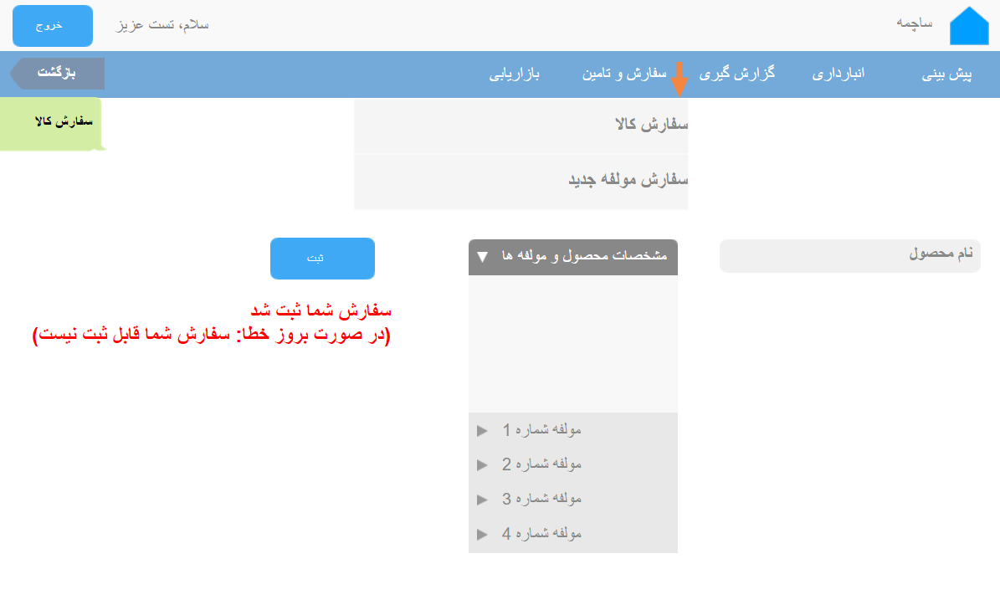 ساچمه
سلام، تست عزیز
خروج
پیش بینی
انبارداری
گزارش گیری
سفارش و تامین
بازاریابی
بازگشت
سفارش کالا
سفارش کالا
سفارش مولفه جدید
نام محصول
مشخصات محصول و مولفه ها
ثبت
سفارش شما ثبت شد
(در صورت بروز خطا: سفارش شما قابل ثبت نیست)
مولفه شماره 1
مولفه شماره 2
مولفه شماره 3
مولفه شماره 4